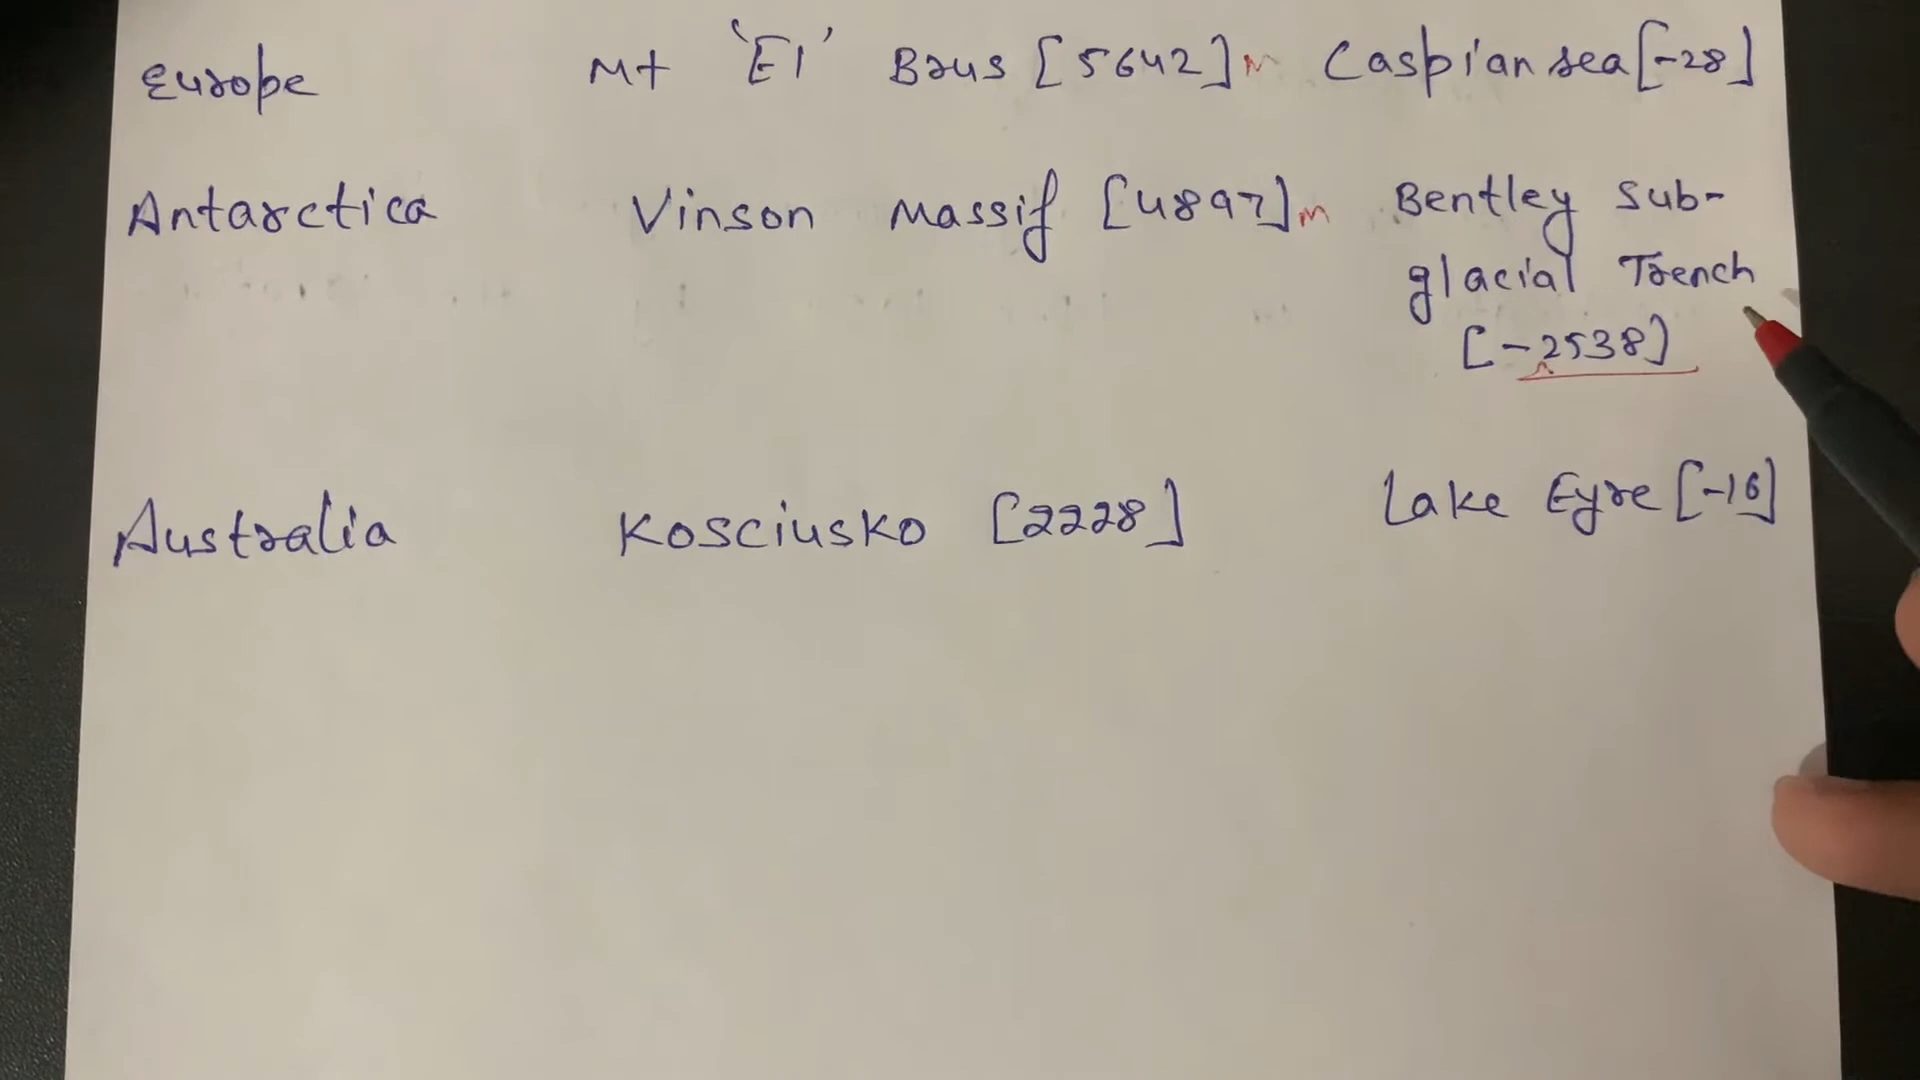 Europe Mt 'El' Brus [5642]m Caspian sea [-28]
Antarctica Vinson Massif [4897]m Bentley Sub-
glacial Trench
[-2538]
Australia Kosciusko [2228] Lake Eyre [-16]